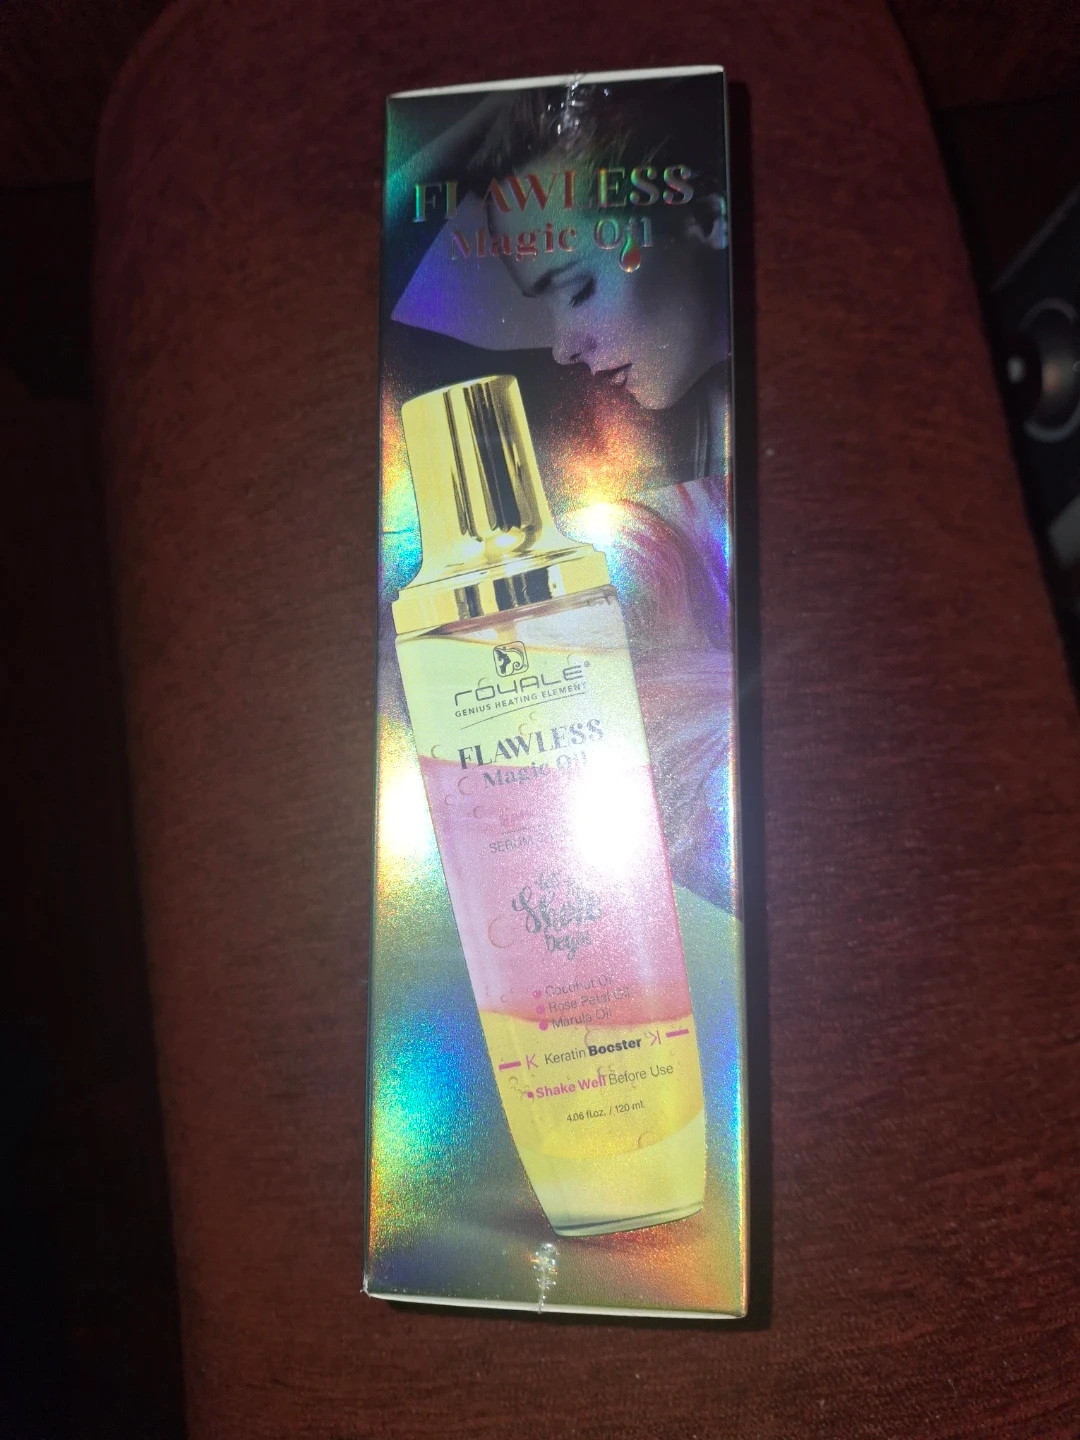 FLAWLESS
Magic Oil
ROYALE®
GENIUS HEATING ELEMENT
FLAWLESS
Magic Oil
Coconut Oil
Rose Petal Oil
Marula Oil
K Keratin Booster K
Shake Well Before Use
4.06 fl.oz. / 120 ml.